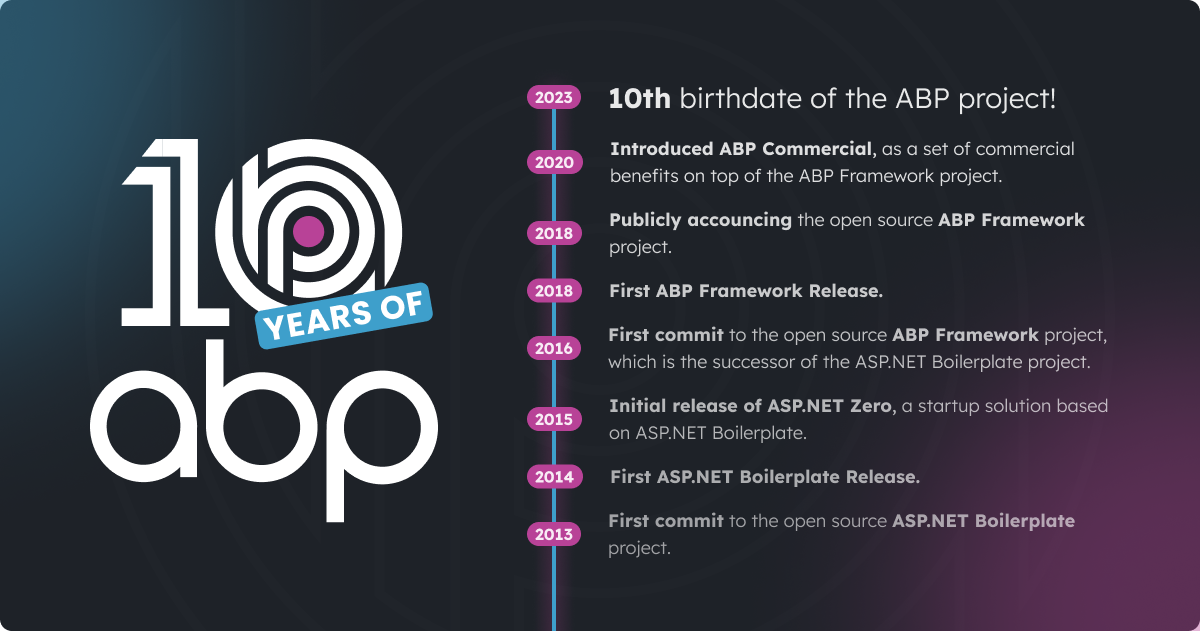 10
YEARS OF
abp
2023
10th birthdate of the ABP project!
2020
Introduced ABP Commercial, as a set of commercial
benefits on top of the ABP Framework project.
2018
Publicly accouncing the open source ABP Framework
project.
2018
First ABP Framework Release.
2016
First commit to the open source ABP Framework project,
which is the successor of the ASP.NET Boilerplate project.
2015
Initial release of ASP.NET Zero, a startup solution based
on ASP.NET Boilerplate.
2014
First ASP.NET Boilerplate Release.
2013
First commit to the open source ASP.NET Boilerplate
project.